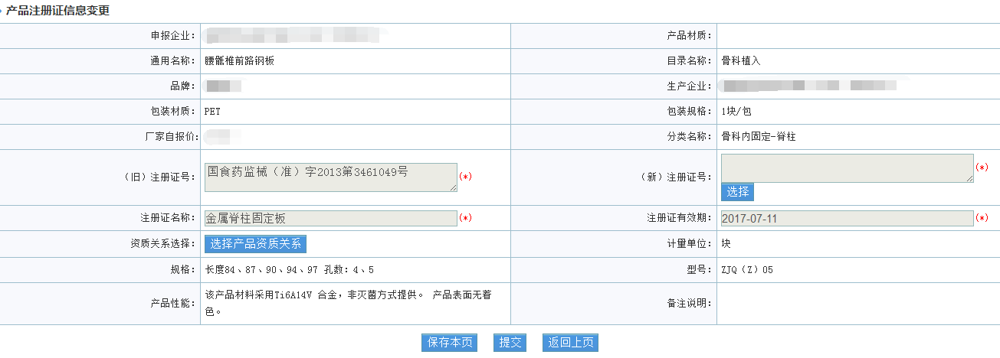 产品注册证信息变更
申报企业：
产品材质：
通用名称： 腰骶椎前路钢板
目录名称： 骨科植入
品牌：
生产企业：
包装材质： PET
包装规格： 1块/包
厂家自报价：
分类名称： 骨科内固定-脊柱
（旧）注册证号： 国食药监械（准）字2013第3461049号 (*)
（新）注册证号： (*)
选择
注册证名称： 金属脊柱固定板 (*)
注册证有效期： 2017-07-11 (*)
资质关系选择： 选择产品资质关系
计量单位： 块
规格： 长度84、87、90、94、97 孔数：4、5
型号： ZJQ（Z）05
产品性能： 该产品材料采用Ti6A14V 合金，非灭菌方式提供。 产品表面无着
色。
备注说明：
保存本页 提交 返回上页